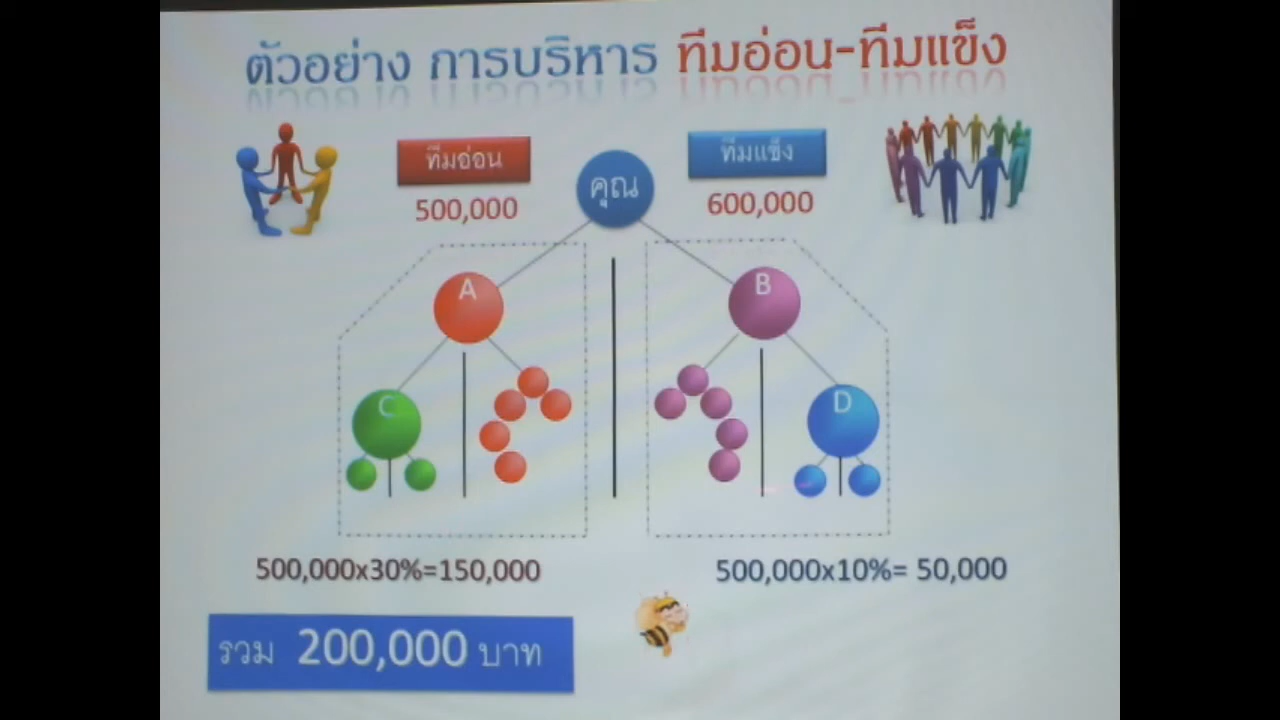 ตัวอย่าง การบริหาร ทีมอ่อน-ทีมแข็ง
ทีมอ่อน
500,000
คุณ
ทีมแข็ง
600,000
A
B
C
D
500,000x30%=150,000
500,000x10%= 50,000
รวม 200,000 บาท